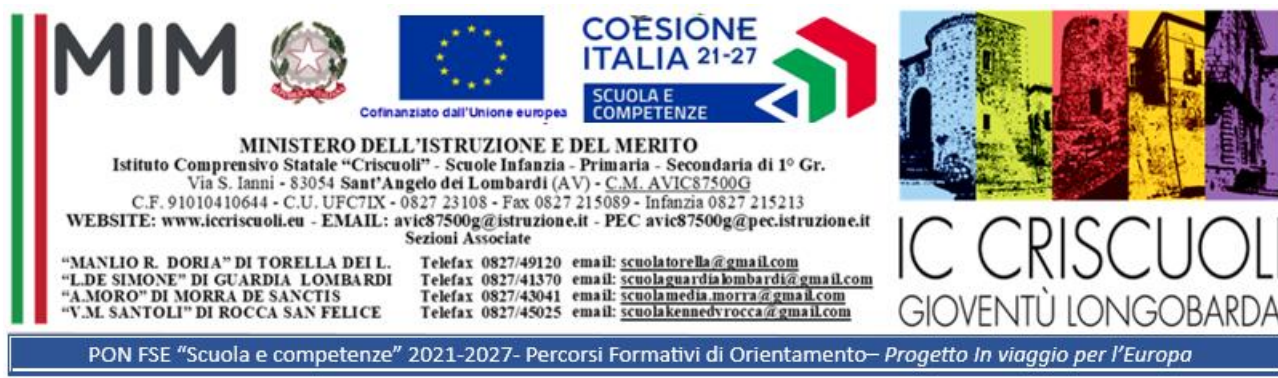 MIM
Cofinanziato dall'Unione europea
COESIONE
ITALIA 21-27
SCUOLA E
COMPETENZE
MINISTERO DELL'ISTRUZIONE E DEL MERITO
Istituto Comprensivo Statale “Criscuoli” - Scuole Infanzia - Primaria - Secondaria di 1° Gr.
Via S. Ianni - 83054 Sant'Angelo dei Lombardi (AV) - C.M. AVIC87500G
C.F. 91010410644 - C.U. UFC7IX - 0827 23108 - Fax 0827 215089 - Infanzia 0827 215213
WEBSITE: www.iccriscuoli.eu - EMAIL: avic87500g@istruzione.it - PEC avic87500g@pec.istruzione.it
Sezioni Associate
“MANLIO R. DORIA” DI TORELLA DEI L. Telefax 0827/49120 email: scuolatorella@gmail.com
“L.DE SIMONE” DI GUARDIA LOMBARDI Telefax 0827/41370 email: scuolaguardialombardi@gmail.com
“A.MORO” DI MORRA DE SANCTIS Telefax 0827/43041 email: scuolamedia.morra@gmail.com
“V.M. SANTOLI” DI ROCCA SAN FELICE Telefax 0827/45025 email: scuolakennedyrocca@gmail.com
IC CRISCUOLI
GIOVENTÙ LONGOBARDA
PON FSE “Scuola e competenze” 2021-2027- Percorsi Formativi di Orientamento– Progetto In viaggio per l'Europa